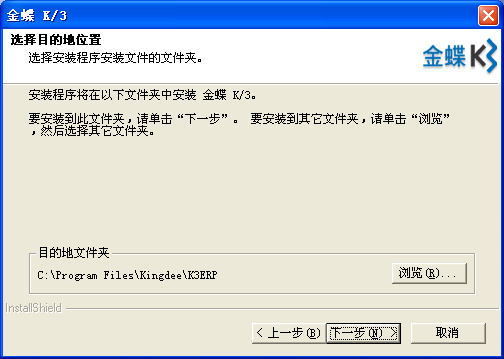 金蝶 K/3
选择目的地位置
选择安装程序安装文件的文件夹。
金蝶 K3
安装程序将在以下文件夹中安装 金蝶 K/3。
要安装到此文件夹，请单击“下一步”。 要安装到其它文件夹，请单击“浏览”
，然后选择其它文件夹。
目的地文件夹
C:\Program Files\Kingdee\K3ERP
浏览(R)...
InstallShield
< 上一步(B)
下一步(N) >
取消